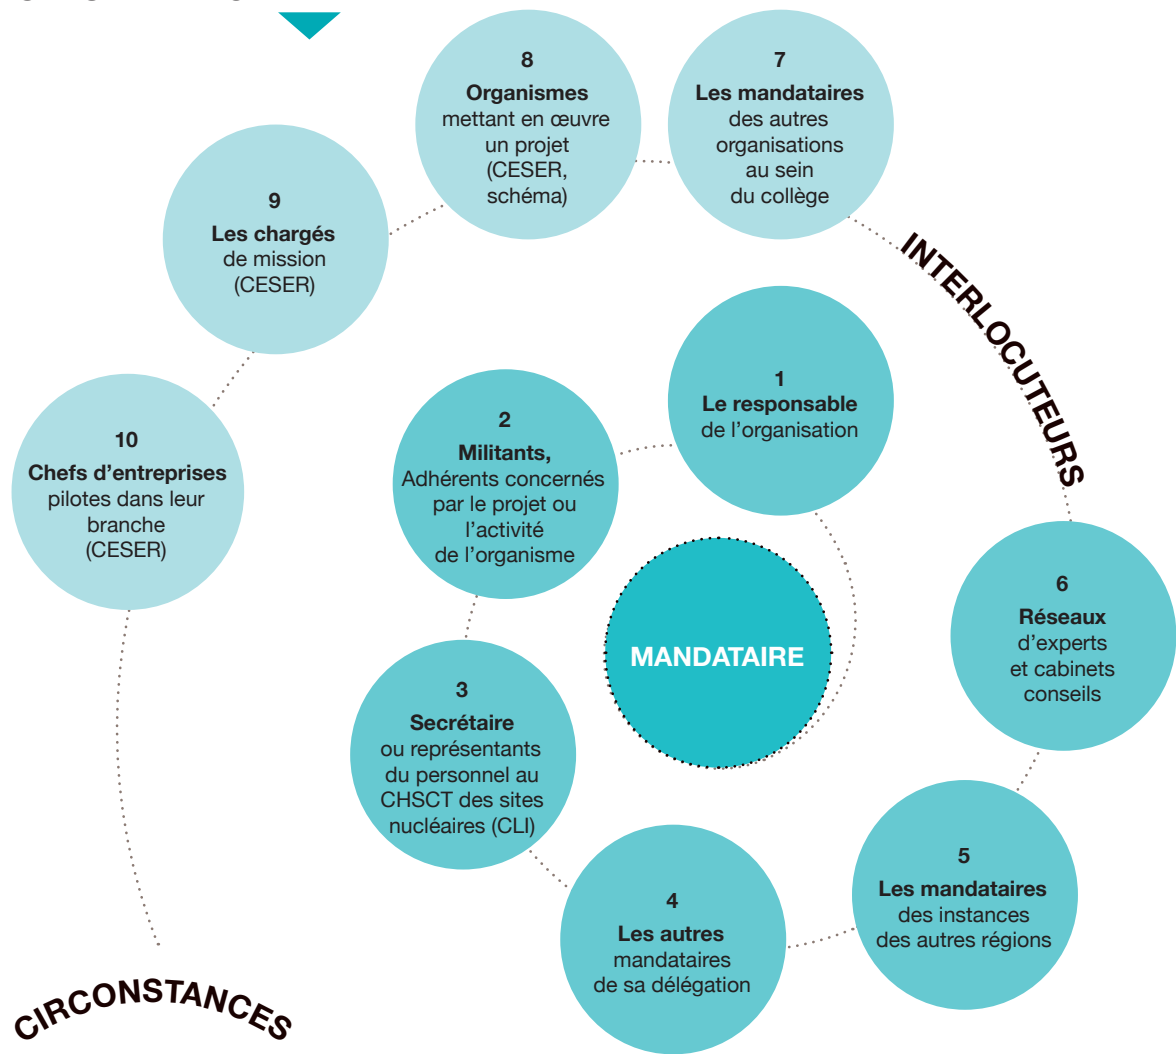 8
Organismes
mettant en œuvre
un projet
(CESER,
schéma)
7
Les mandataires
des autres
organisations
au sein
du collège
9
Les chargés
de mission
(CESER)
INTERLOCUTEURS
1
Le responsable
de l’organisation
2
Militants,
Adhérents concernés
par le projet ou
l’activité
de l’organisme
10
Chefs d’entreprises
pilotes dans leur
branche
(CESER)
MANDATAIRE
6
Réseaux
d’experts
et cabinets
conseils
3
Secrétaire
ou représentants
du personnel au
CHSCT des sites
nucléaires (CLI)
5
Les mandataires
des instances
des autres régions
4
Les autres
mandataires
de sa délégation
CIRCONSTANCES